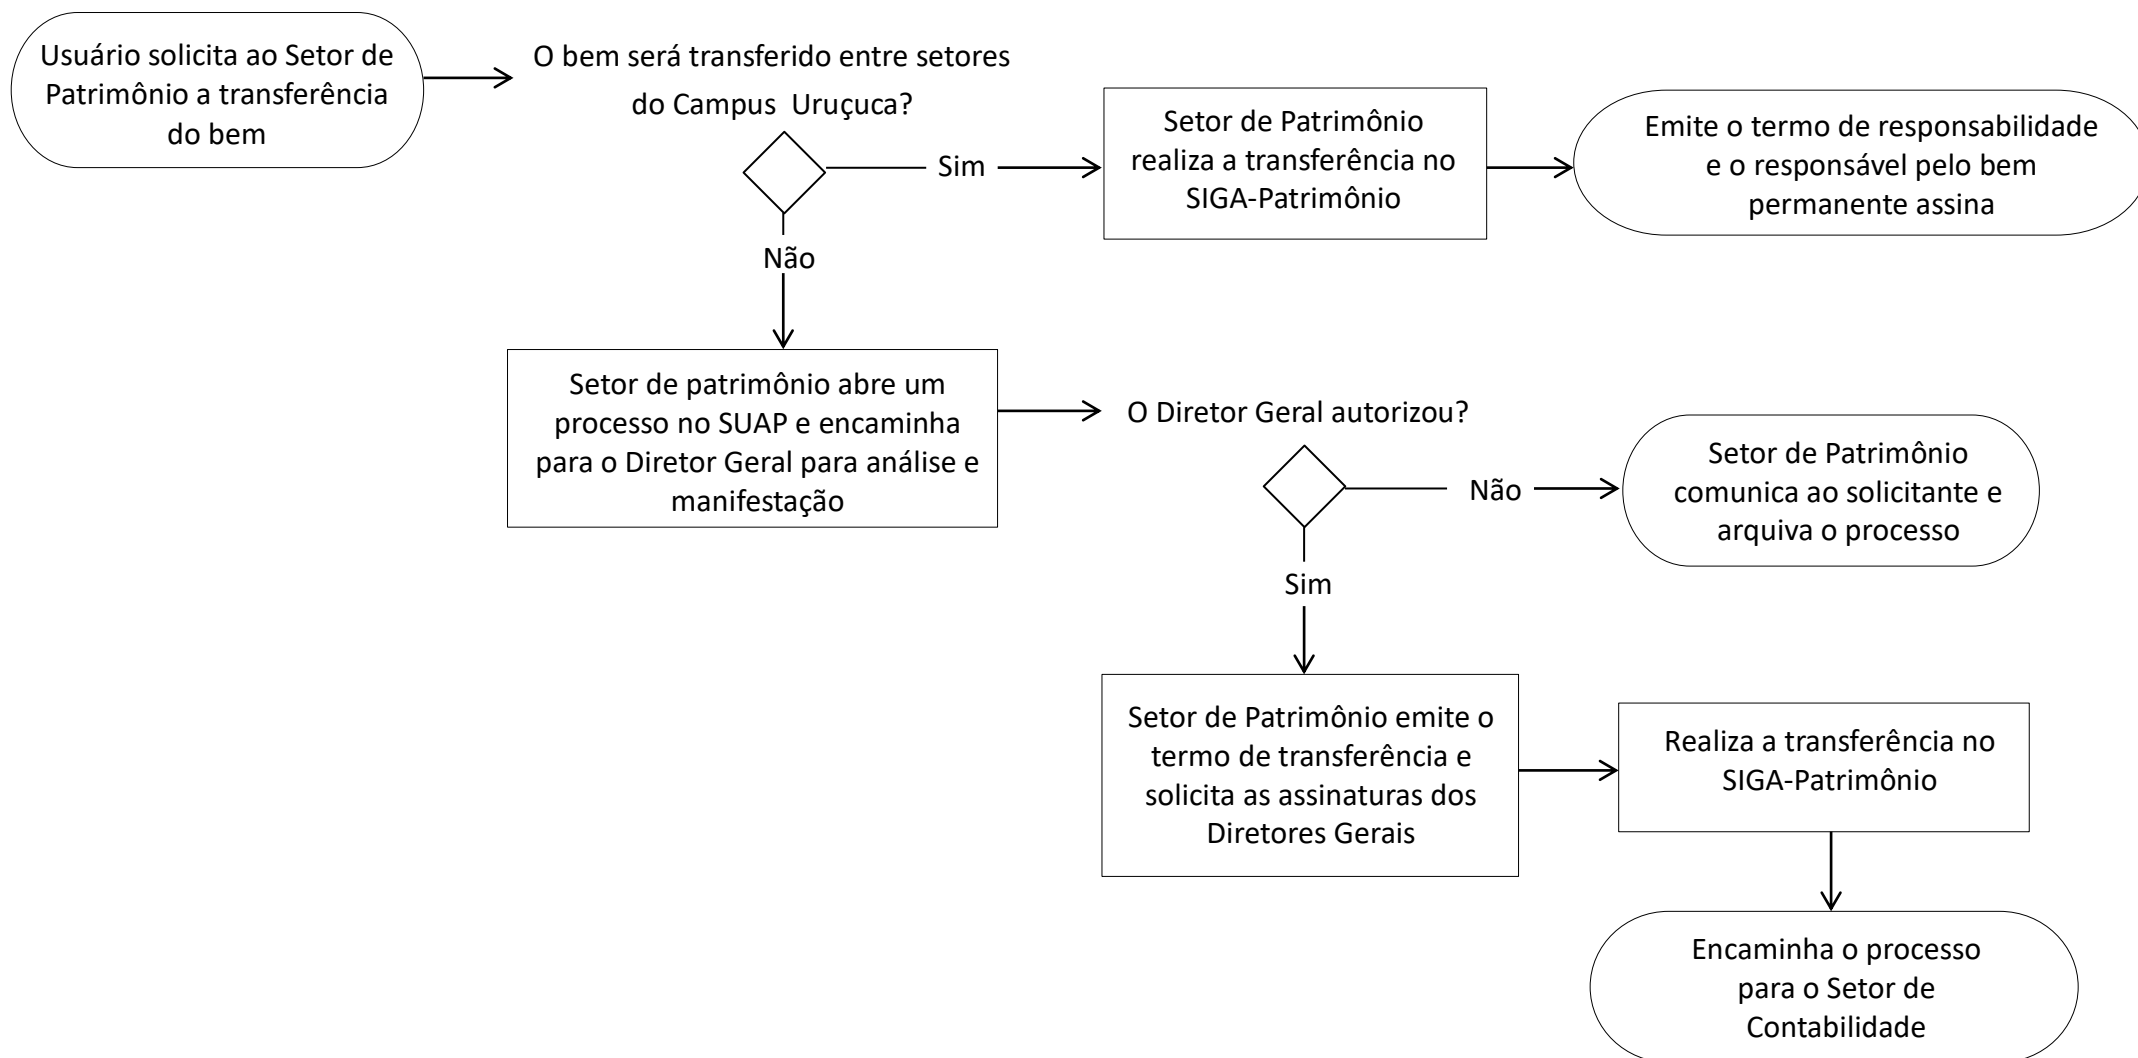 Usuário solicita ao Setor de
Patrimônio a transferência
do bem
O bem será transferido entre setores
do Campus  Uruçuca?
Sim
Setor de Patrimônio
realiza a transferência no
SIGA-Patrimônio
Emite o termo de responsabilidade
e o responsável pelo bem
permanente assina
Não
Setor de patrimônio abre um
processo no SUAP e encaminha
para o Diretor Geral para análise e
manifestação
O Diretor Geral autorizou?
Não
Setor de Patrimônio
comunica ao solicitante e
arquiva o processo
Sim
Setor de Patrimônio emite o
termo de transferência e
solicita as assinaturas dos
Diretores Gerais
Realiza a transferência no
SIGA-Patrimônio
Encaminha o processo
para o Setor de
Contabilidade